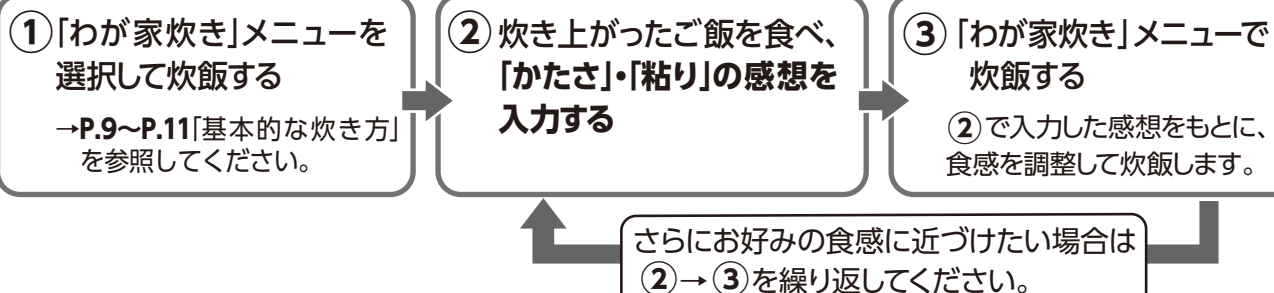 ①「わが家炊き」メニューを
選択して炊飯する
→P.9〜P.11「基本的な炊き方」
を参照してください。
②炊き上がったご飯を食べ、
「かたさ」・「粘り」の感想を
入力する
③「わが家炊き」メニューで
炊飯する
②で入力した感想をもとに、
食感を調整して炊飯します。
さらにお好みの食感に近づけたい場合は
②→③を繰り返してください。